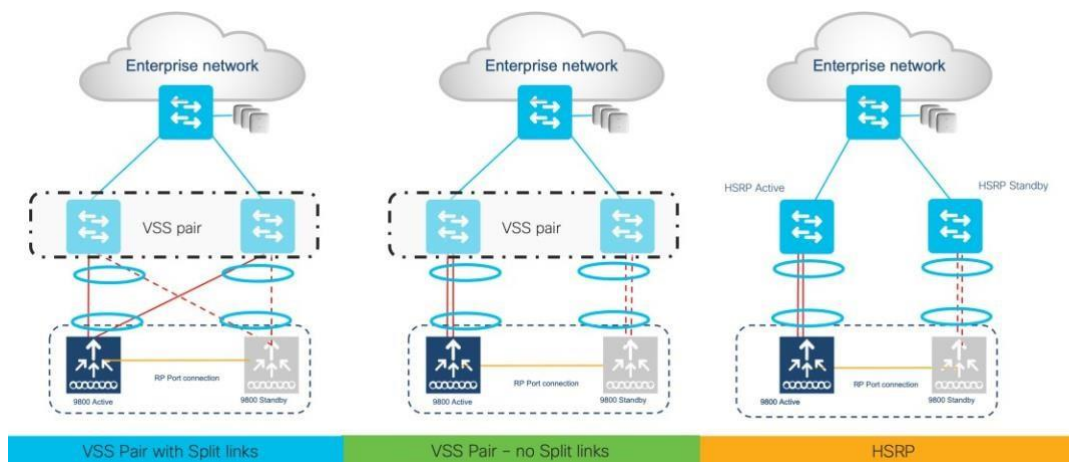 Enterprise network
VSS pair
RP Port connection
9800 Active
9800 Standby
VSS Pair with Split links
Enterprise network
VSS pair
RP Port connection
9800 Active
9800 Standby
VSS Pair – no Split links
Enterprise network
HSRP Active
HSRP Standby
RP Port connection
9800 Active
9800 Standby
HSRP